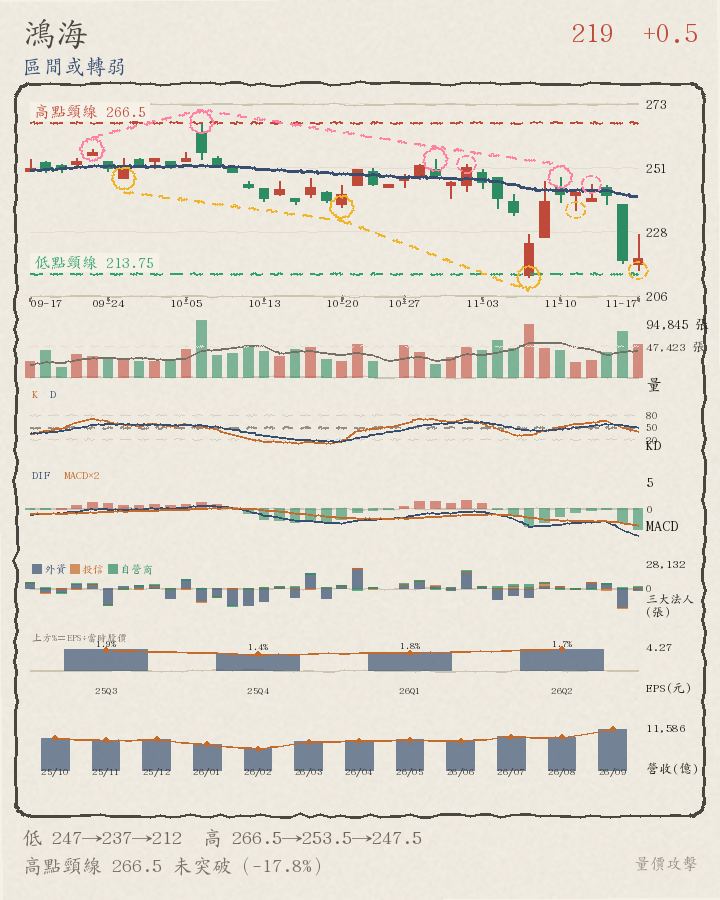 鴻海 219 +0.5
區間或轉弱
高點頸線 266.5
273
251
228
低點頸線 213.75
206
09-17 09-24 10-05 10-13 10-20 10-27 11-03 11-10 11-17
94,845 張
47,423 張
量
K D
80
50
20
KD
DIF MACD×2
5
0
MACD
外資 投信 自營商
28,132
0
三大法人
(張)
上方%=EPS÷當時股價
1.9% 1.4% 1.8% 1.7%
4.27
25Q3 25Q4 26Q1 26Q2
EPS(元)
11,586
25/10 25/11 25/12 26/01 26/02 26/03 26/04 26/05 26/06 26/07 26/08 26/09
營收(億)
低 247→237→212 高 266.5→253.5→247.5
高點頸線 266.5 未突破 (-17.8%)
量價攻擊